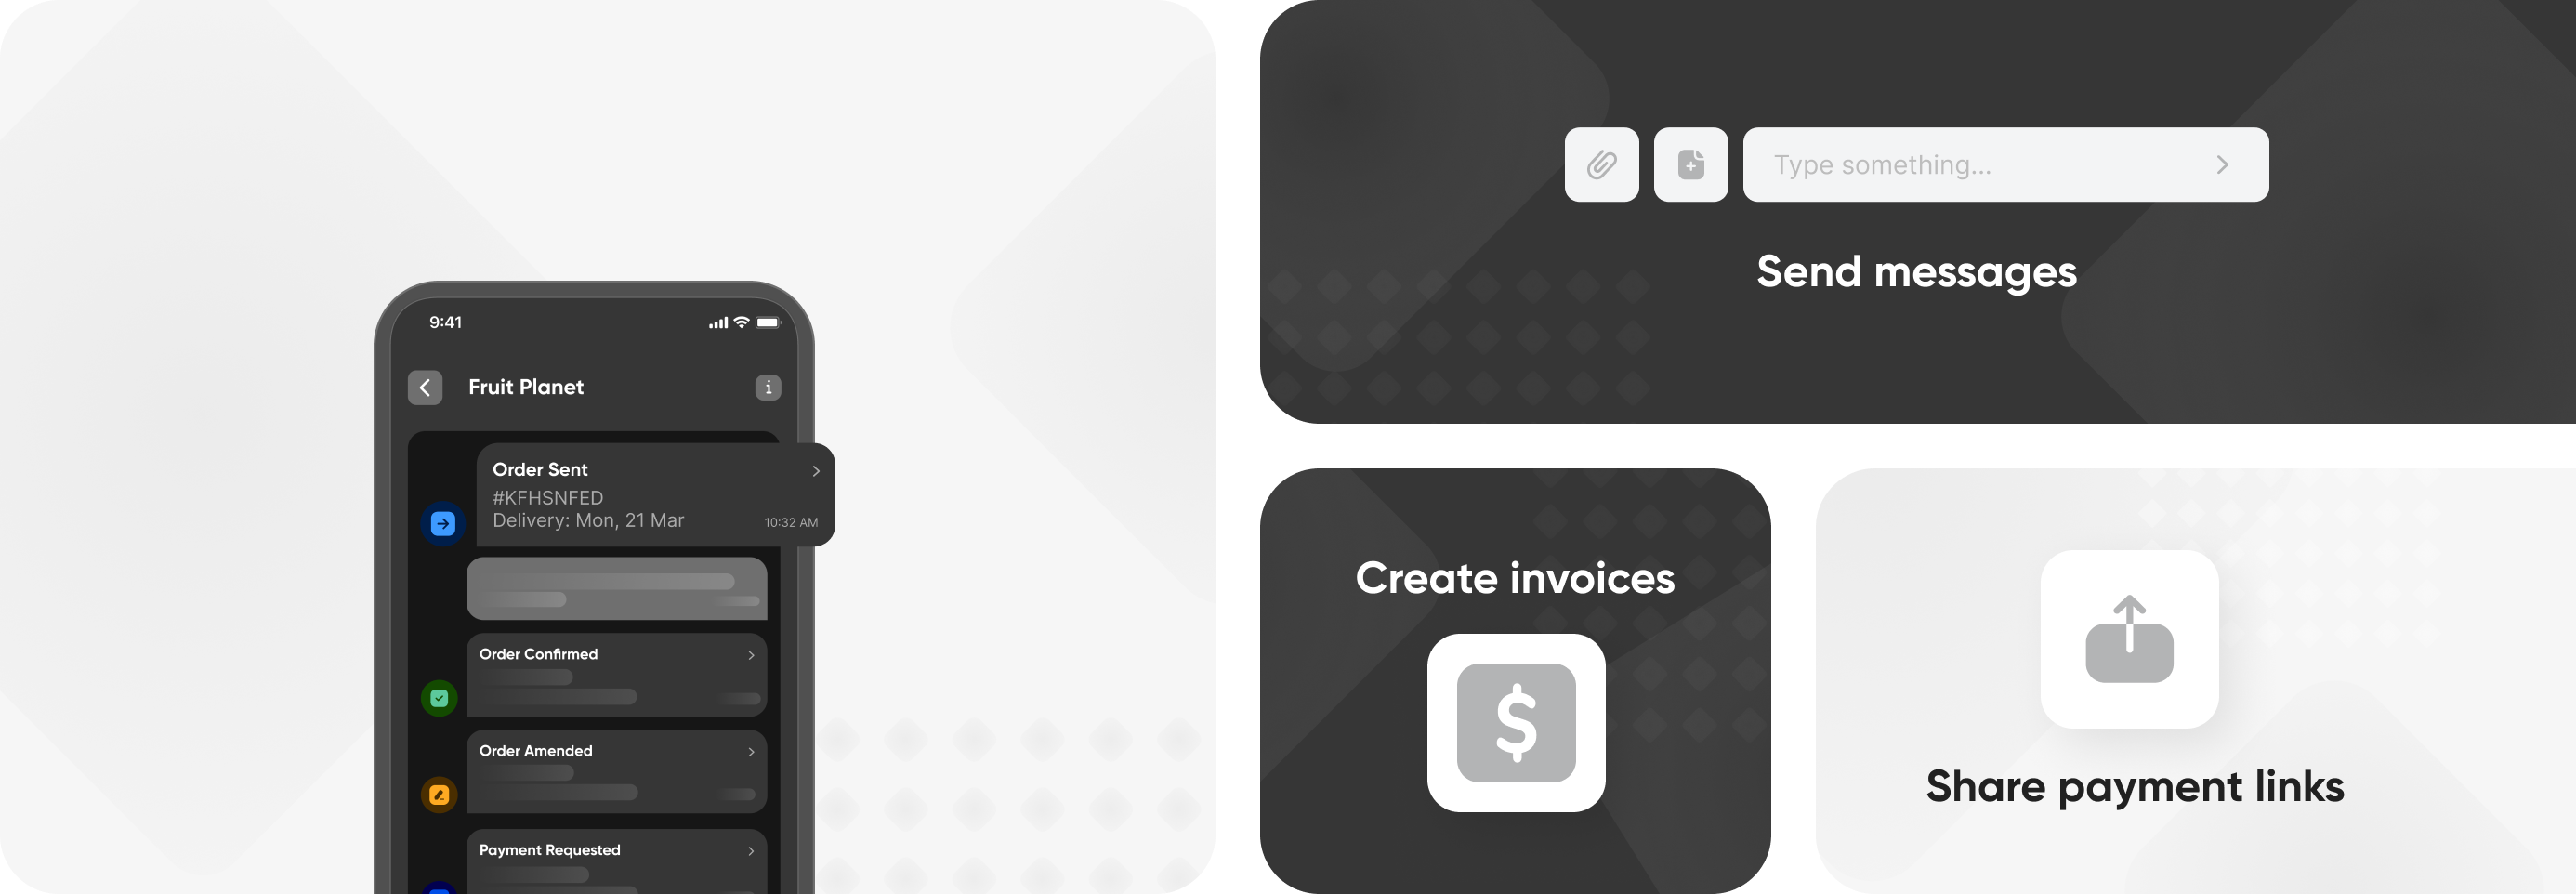 9:41
Fruit Planet
Order Sent
#KFHSNFED
Delivery: Mon, 21 Mar
10:32 AM
Order Confirmed
Order Amended
Payment Requested
Type something...
Send messages
Create invoices
$
Share payment links